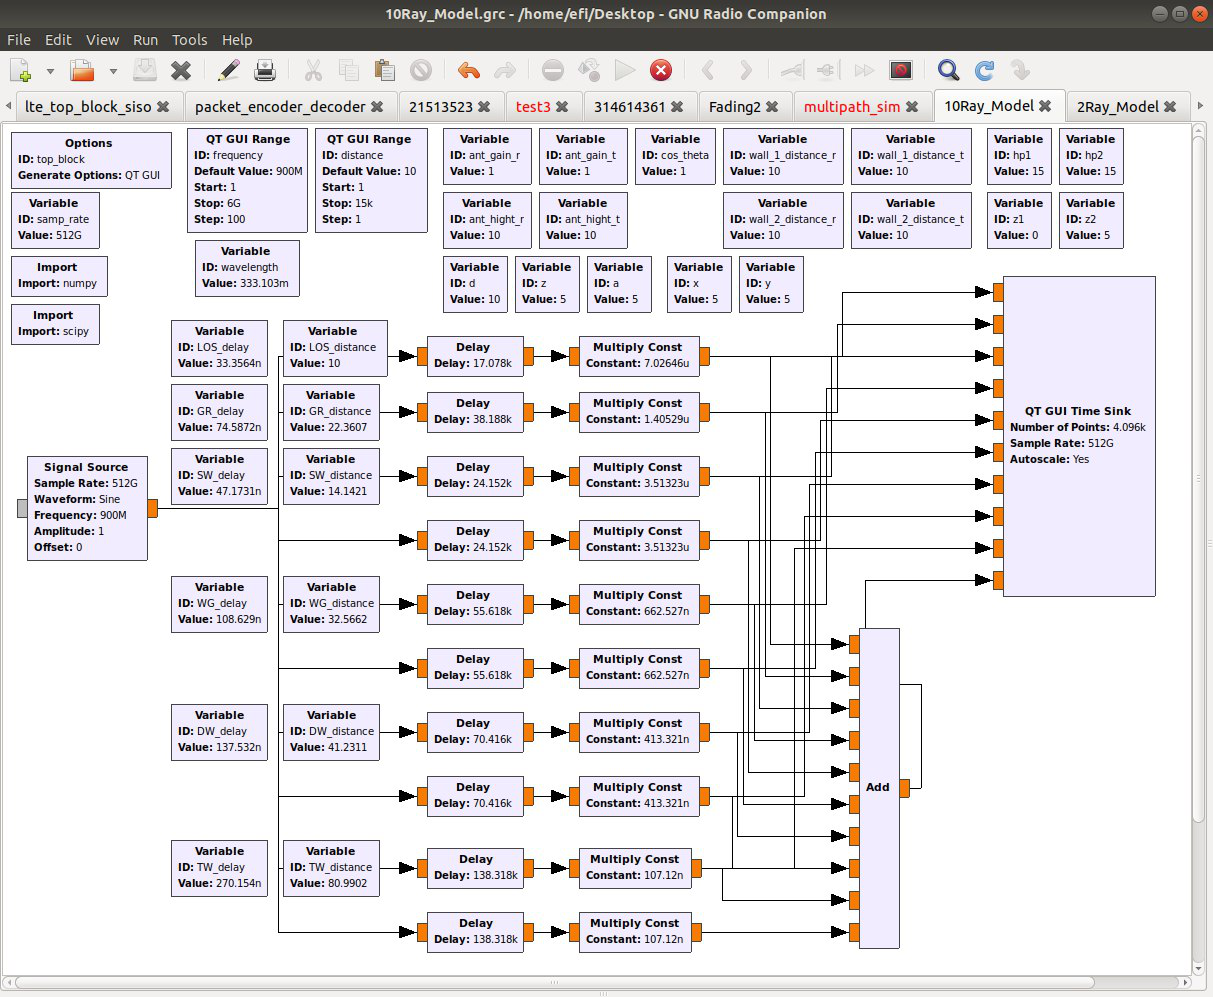 10Ray_Model.grc - /home/efi/Desktop - GNU Radio Companion
File Edit View Run Tools Help
lte_top_block_siso packet_encoder_decoder 21513523 test3 314614361 Fading2 multipath_sim 10Ray_Model 2Ray_Model
Options
ID: top_block
Generate Options: QT GUI
QT GUI Range
ID: frequency
Default Value: 900M
Start: 1
Stop: 6G
Step: 100
QT GUI Range
ID: distance
Default Value: 10
Start: 1
Stop: 15k
Step: 1
Variable
ID: ant_gain_r
Value: 1
Variable
ID: ant_gain_t
Value: 1
Variable
ID: cos_theta
Value: 1
Variable
ID: wall_1_distance_r
Value: 10
Variable
ID: wall_1_distance_t
Value: 10
Variable
ID: hp1
Value: 15
Variable
ID: hp2
Value: 15
Variable
ID: samp_rate
Value: 512G
Variable
ID: ant_hight_r
Value: 10
Variable
ID: ant_hight_t
Value: 10
Variable
ID: wall_2_distance_r
Value: 10
Variable
ID: wall_2_distance_t
Value: 10
Variable
ID: z1
Value: 0
Variable
ID: z2
Value: 5
Import
Import: numpy
Variable
ID: wavelength
Value: 333.103m
Variable
ID: d
Value: 10
Variable
ID: z
Value: 5
Variable
ID: a
Value: 5
Variable
ID: x
Value: 5
Variable
ID: y
Value: 5
Import
Import: scipy
Variable
ID: LOS_delay
Value: 33.3564n
Variable
ID: LOS_distance
Value: 10
Delay
Delay: 17.078k
Multiply Const
Constant: 7.02646u
Variable
ID: GR_delay
Value: 74.5872n
Variable
ID: GR_distance
Value: 22.3607
Delay
Delay: 38.188k
Multiply Const
Constant: 1.40529u
QT GUI Time Sink
Number of Points: 4.096k
Sample Rate: 512G
Autoscale: Yes
Signal Source
Sample Rate: 512G
Waveform: Sine
Frequency: 900M
Amplitude: 1
Offset: 0
Variable
ID: SW_delay
Value: 47.1731n
Variable
ID: SW_distance
Value: 14.1421
Delay
Delay: 24.152k
Multiply Const
Constant: 3.51323u
Delay
Delay: 24.152k
Multiply Const
Constant: 3.51323u
Variable
ID: WG_delay
Value: 108.629n
Variable
ID: WG_distance
Value: 32.5662
Delay
Delay: 55.618k
Multiply Const
Constant: 662.527n
Delay
Delay: 55.618k
Multiply Const
Constant: 662.527n
Variable
ID: DW_delay
Value: 137.532n
Variable
ID: DW_distance
Value: 41.2311
Delay
Delay: 70.416k
Multiply Const
Constant: 413.321n
Delay
Delay: 70.416k
Multiply Const
Constant: 413.321n
Add
Variable
ID: TW_delay
Value: 270.154n
Variable
ID: TW_distance
Value: 80.9902
Delay
Delay: 138.318k
Multiply Const
Constant: 107.12n
Delay
Delay: 138.318k
Multiply Const
Constant: 107.12n